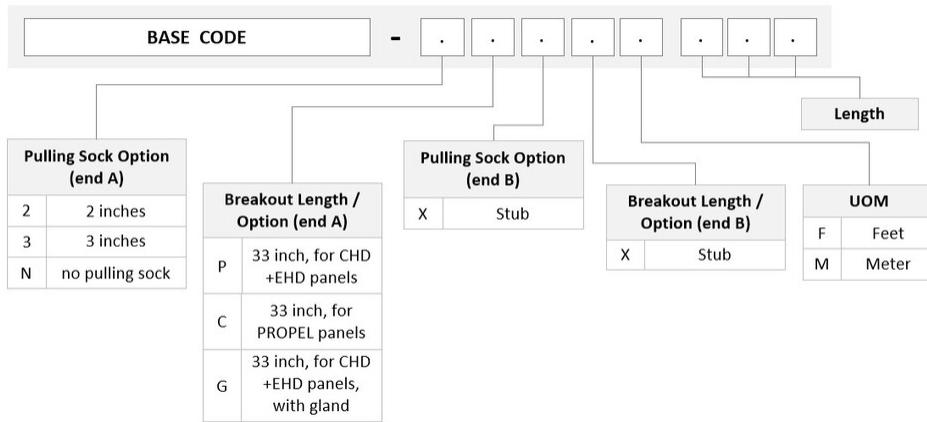 BASE CODE - . . . . . . . .
Length
Pulling Sock Option
(end A)
2 2 inches
3 3 inches
N no pulling sock
Breakout Length /
Option (end A)
P 33 inch, for CHD
+EHD panels
C 33 inch, for
PROPEL panels
G 33 inch, for CHD
+EHD panels,
with gland
Pulling Sock Option
(end B)
X Stub
Breakout Length /
Option (end B)
X Stub
UOM
F Feet
M Meter